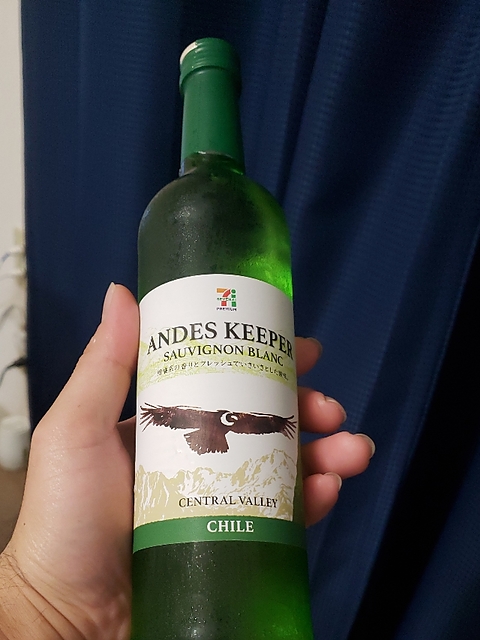 ANDES KEEPER
SAUVIGNON BLANC
CENTRAL VALLEY
CHILE